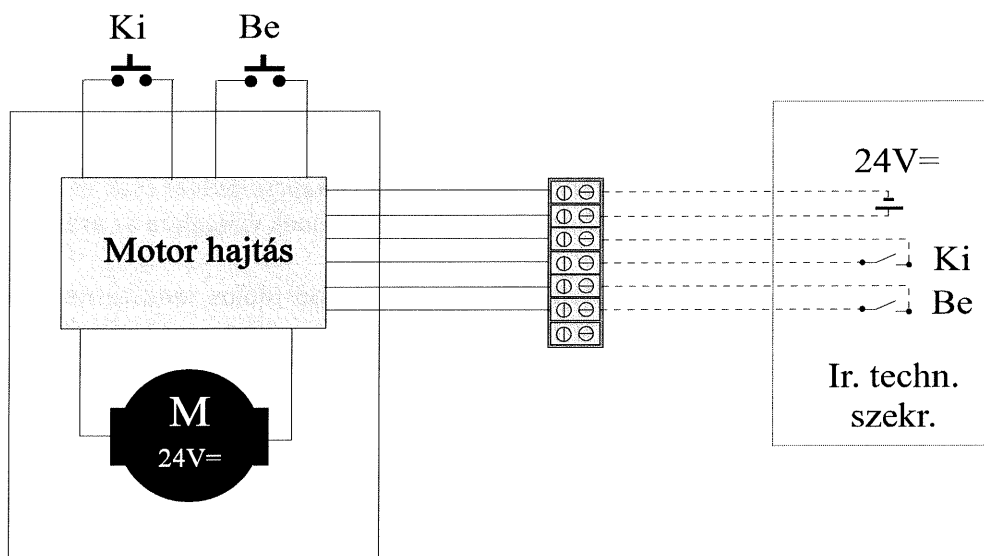 Ki Be
24V=
Motor hajtás
Ki
Be
M
24V=
Ir. techn.
szekr.